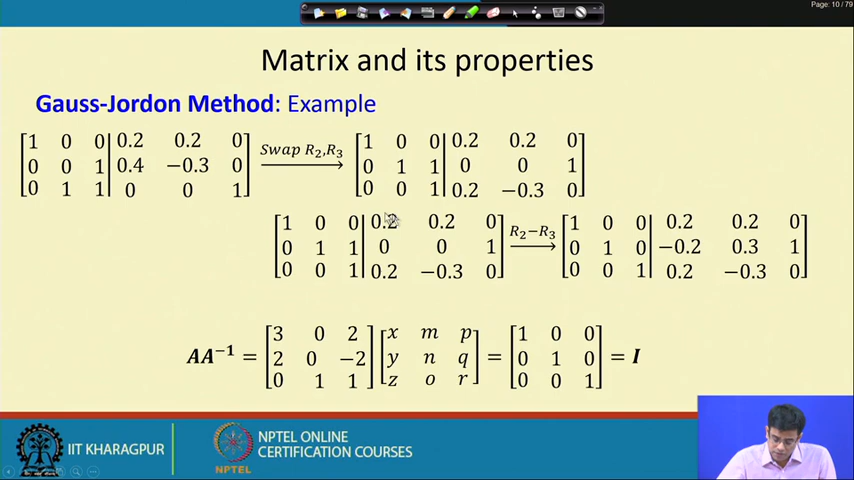 Page: 10 / 79
Matrix and its properties
Gauss-Jordon Method: Example
[1 0 0 | 0.2 0.2 0] Swap R₂,R₃ → [1 0 0 | 0.2 0.2 0]
[0 0 1 | 0.4 −0.3 0] [0 1 1 | 0 0 1]
[0 1 1 | 0 0 1] [0 0 1 | 0.2 −0.3 0]
[1 0 0 | 0.2 0.2 0] R₂−R₃ → [1 0 0 | 0.2 0.2 0]
[0 1 1 | 0 0 1] [0 1 0 | −0.2 0.3 1]
[0 0 1 | 0.2 −0.3 0] [0 0 1 | 0.2 −0.3 0]
AA⁻¹ = [3 0 2; 2 0 −2; 0 1 1] [x m p; y n q; z o r] = [1 0 0; 0 1 0; 0 0 1] = I
IIT KHARAGPUR
NPTEL
NPTEL ONLINE
CERTIFICATION COURSES